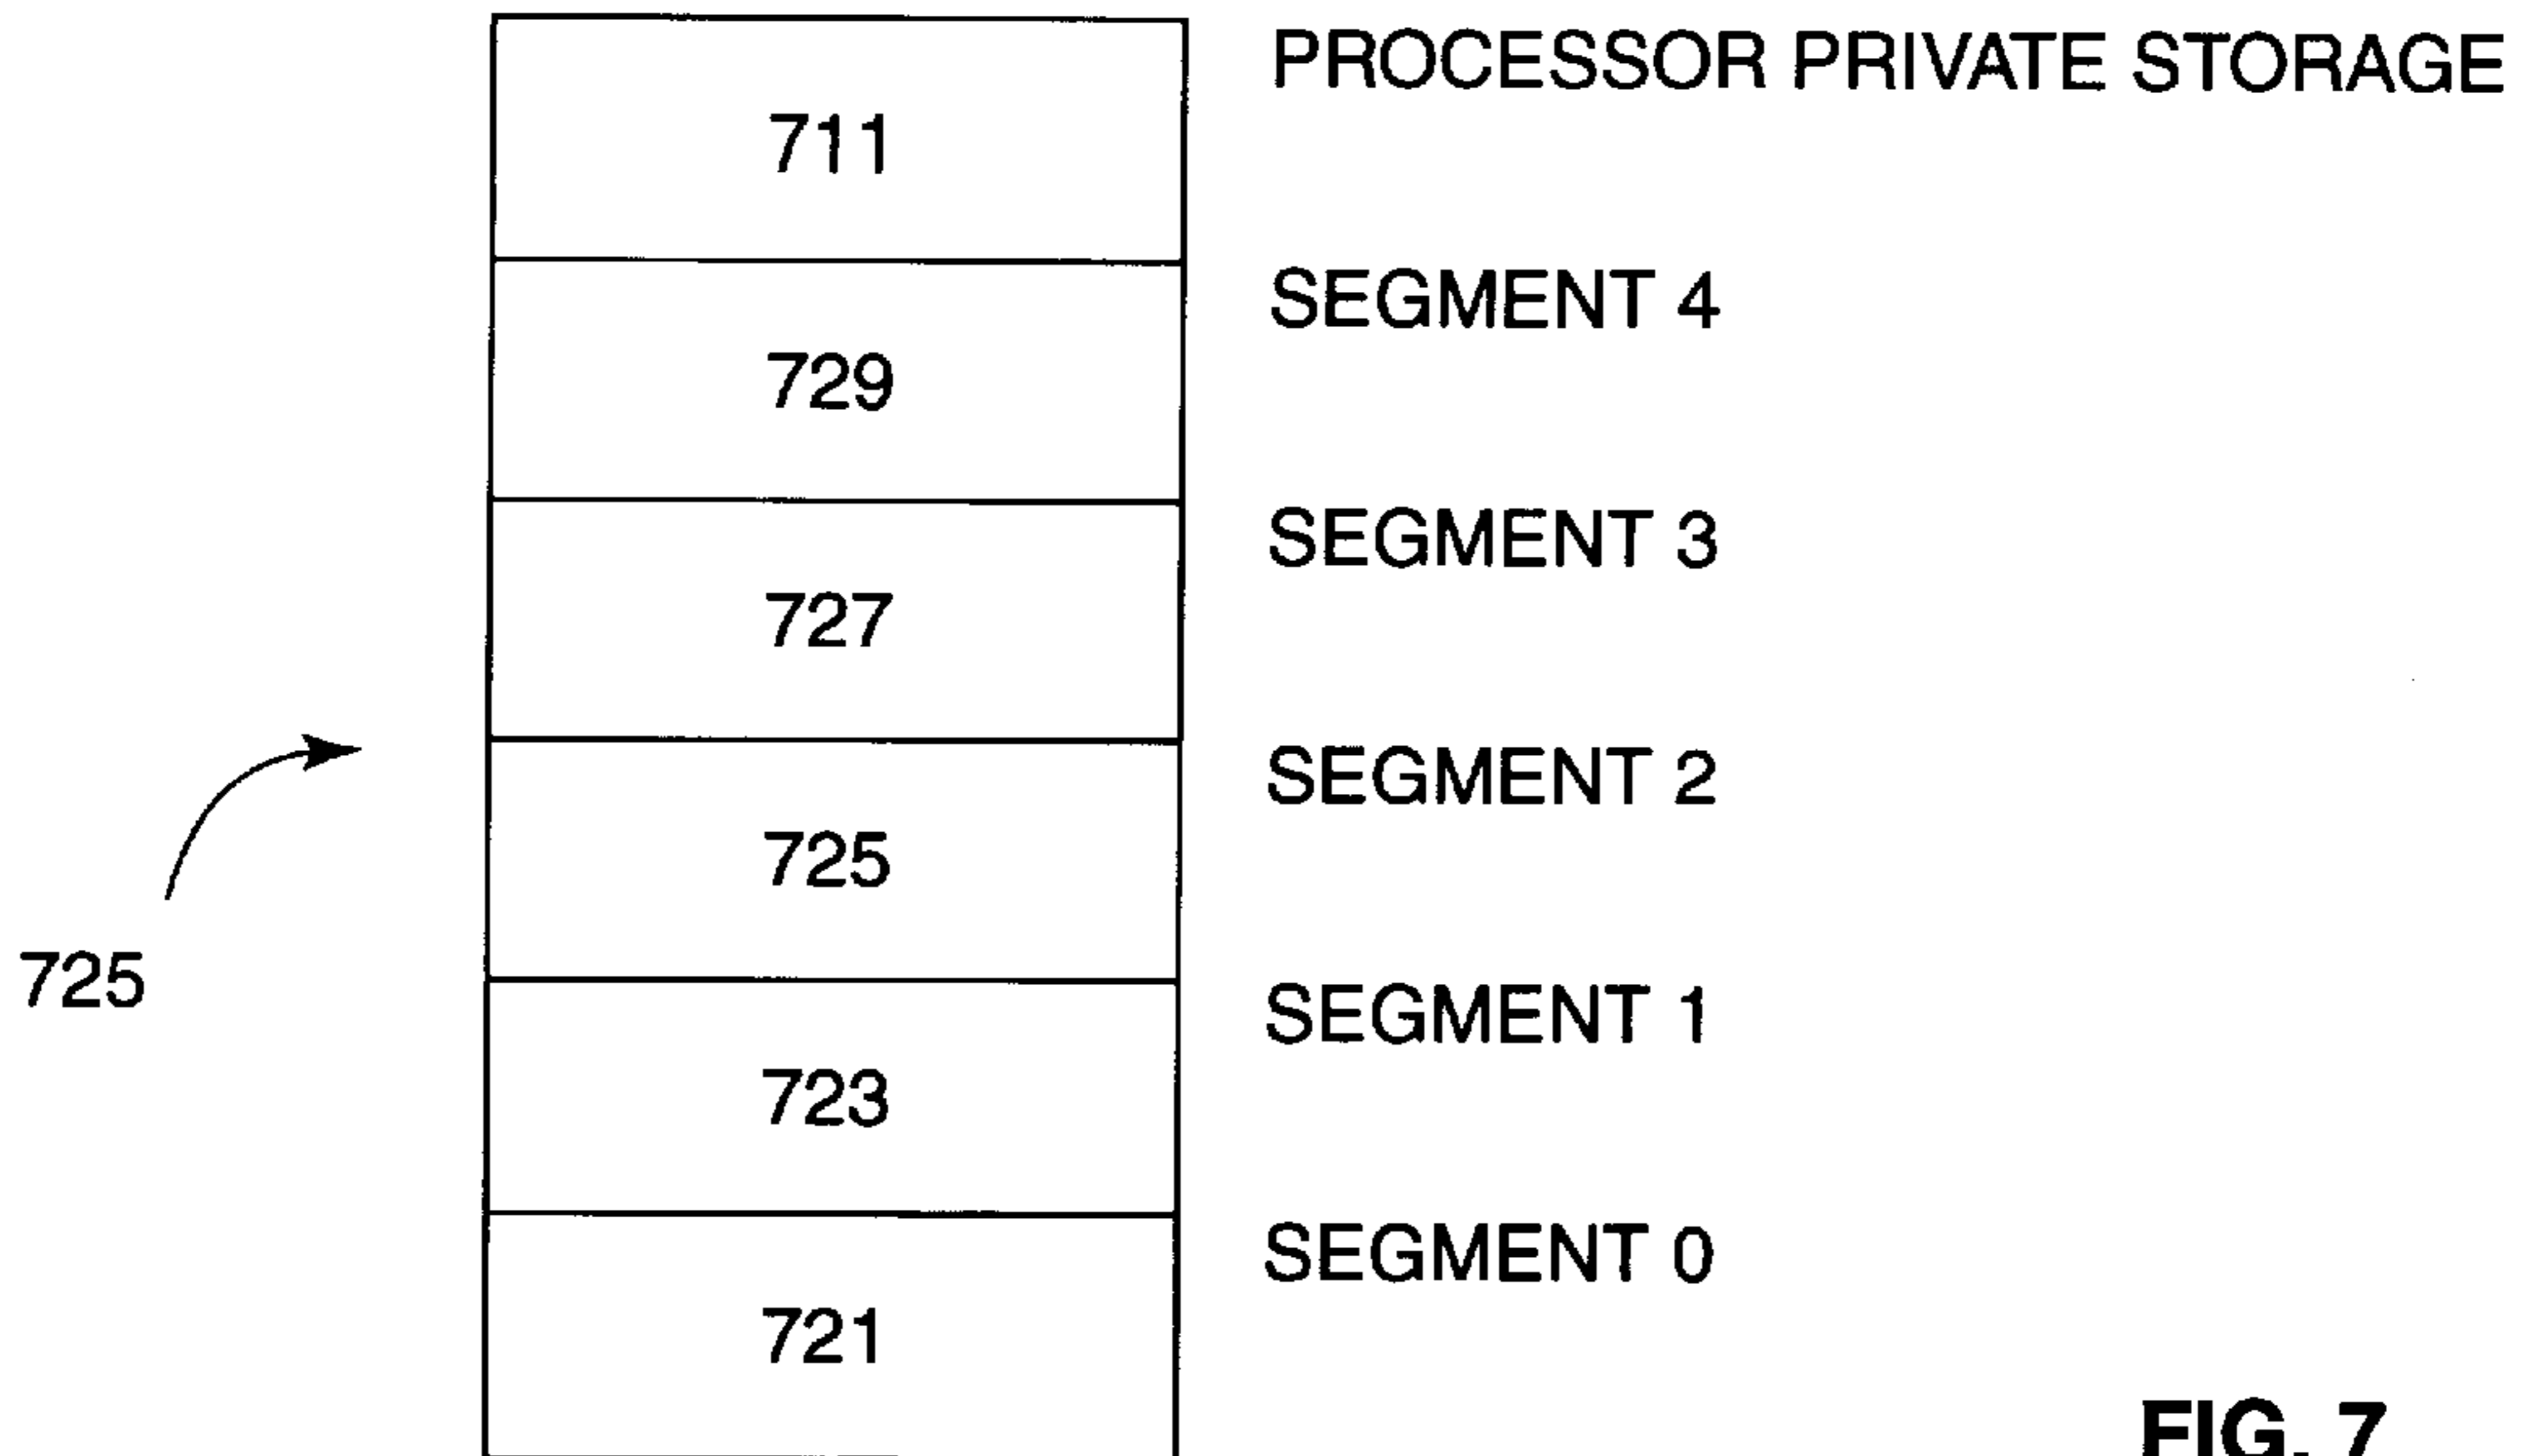 PROCESSOR PRIVATE STORAGE
711
SEGMENT 4
729
SEGMENT 3
727
SEGMENT 2
725
725
SEGMENT 1
723
SEGMENT 0
721
FIG. 7